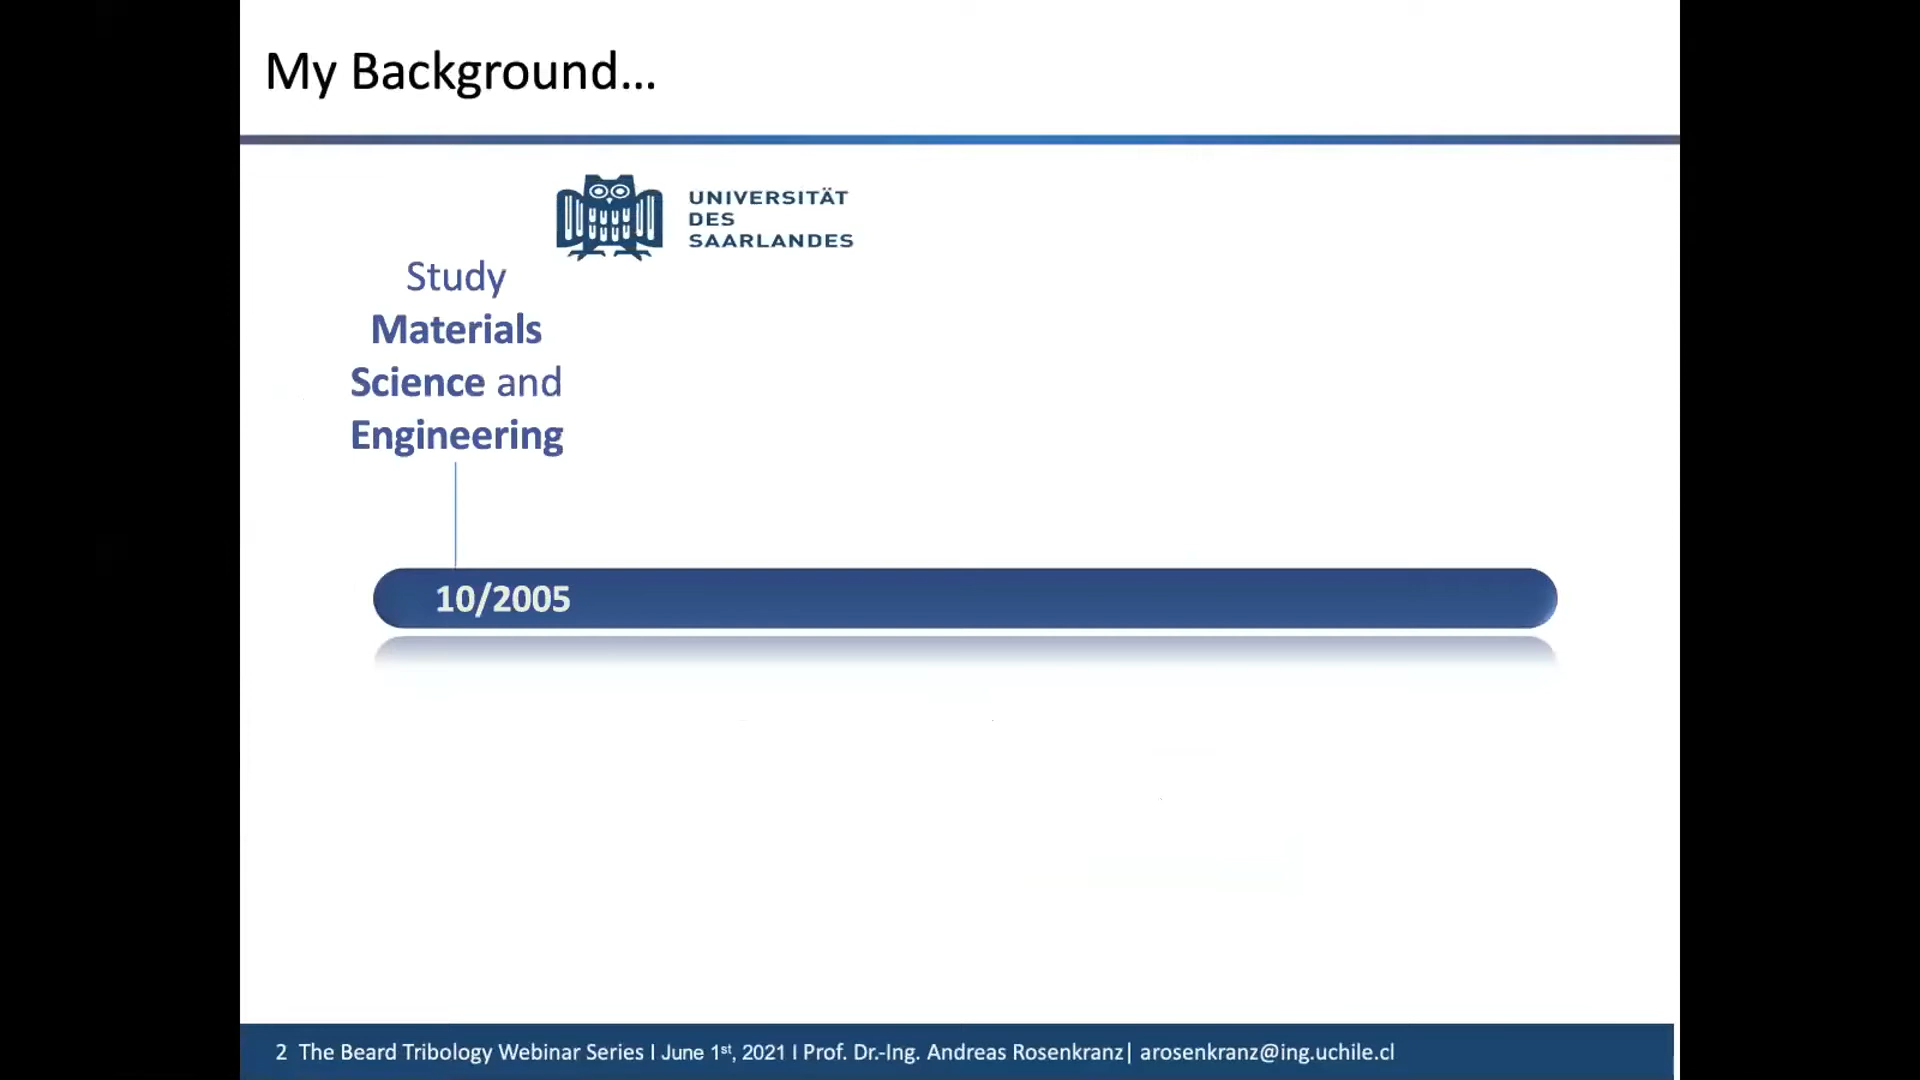 My Background...
UNIVERSITÄT
DES
SAARLANDES
Study
Materials
Science and
Engineering
10/2005
2 The Beard Tribology Webinar Series I June 1st, 2021 I Prof. Dr.-Ing. Andreas Rosenkranz| arosenkranz@ing.uchile.cl